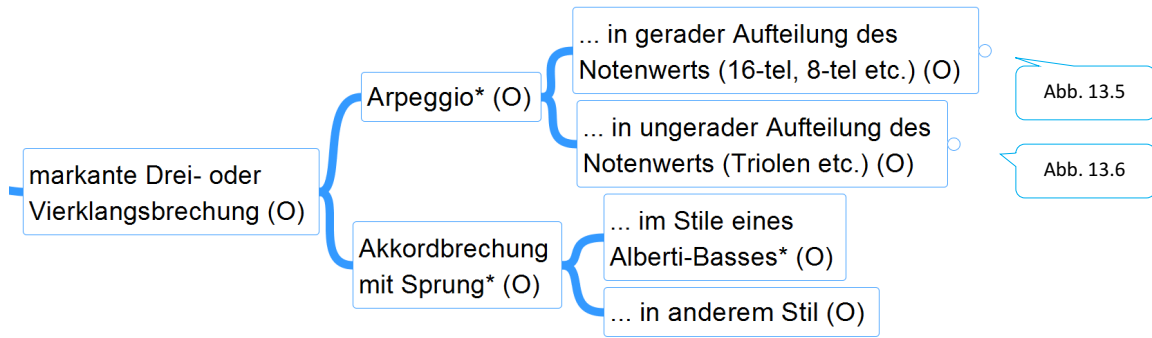 ... in gerader Aufteilung des
Notenwerts (16-tel, 8-tel etc.) (O)
Abb. 13.5
Arpeggio* (O)
... in ungerader Aufteilung des
Notenwerts (Triolen etc.) (O)
Abb. 13.6
markante Drei- oder
Vierklangsbrechung (O)
... im Stile eines
Alberti-Basses* (O)
Akkordbrechung
mit Sprung* (O)
... in anderem Stil (O)